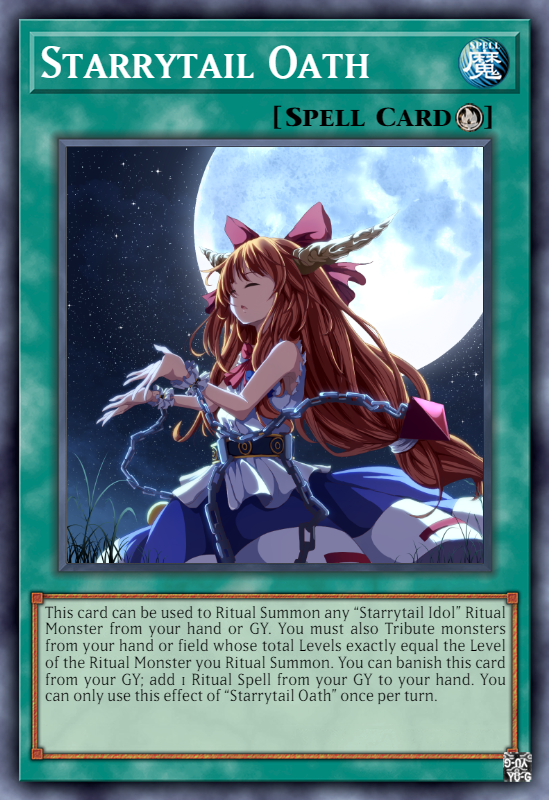 STARRYTAIL OATH
SPELL
魔
[SPELL CARD]
This card can be used to Ritual Summon any “Starrytail Idol” Ritual
Monster from your hand or GY. You must also Tribute monsters
from your hand or field whose total Levels exactly equal the Level
of the Ritual Monster you Ritual Summon. You can banish this card
from your GY; add 1 Ritual Spell from your GY to your hand. You
can only use this effect of “Starrytail Oath” once per turn.
YU-G
YU-G